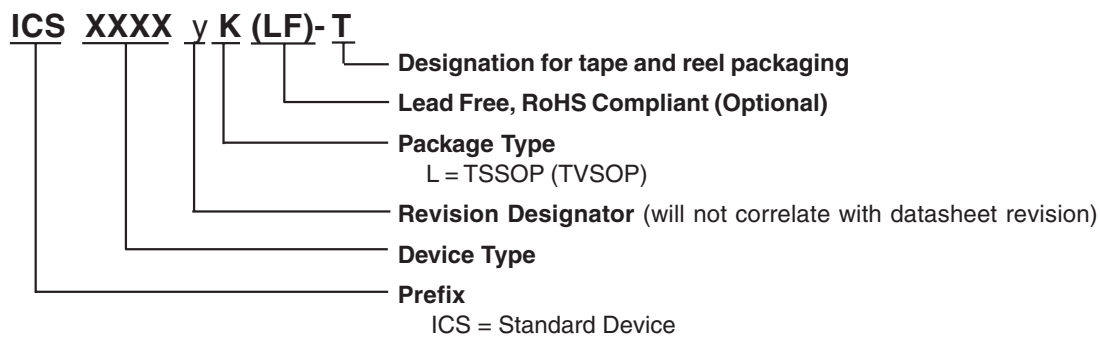 ICS XXXX y K (LF)- T
Designation for tape and reel packaging
Lead Free, RoHS Compliant (Optional)
Package Type
L = TSSOP (TVSOP)
Revision Designator (will not correlate with datasheet revision)
Device Type
Prefix
ICS = Standard Device